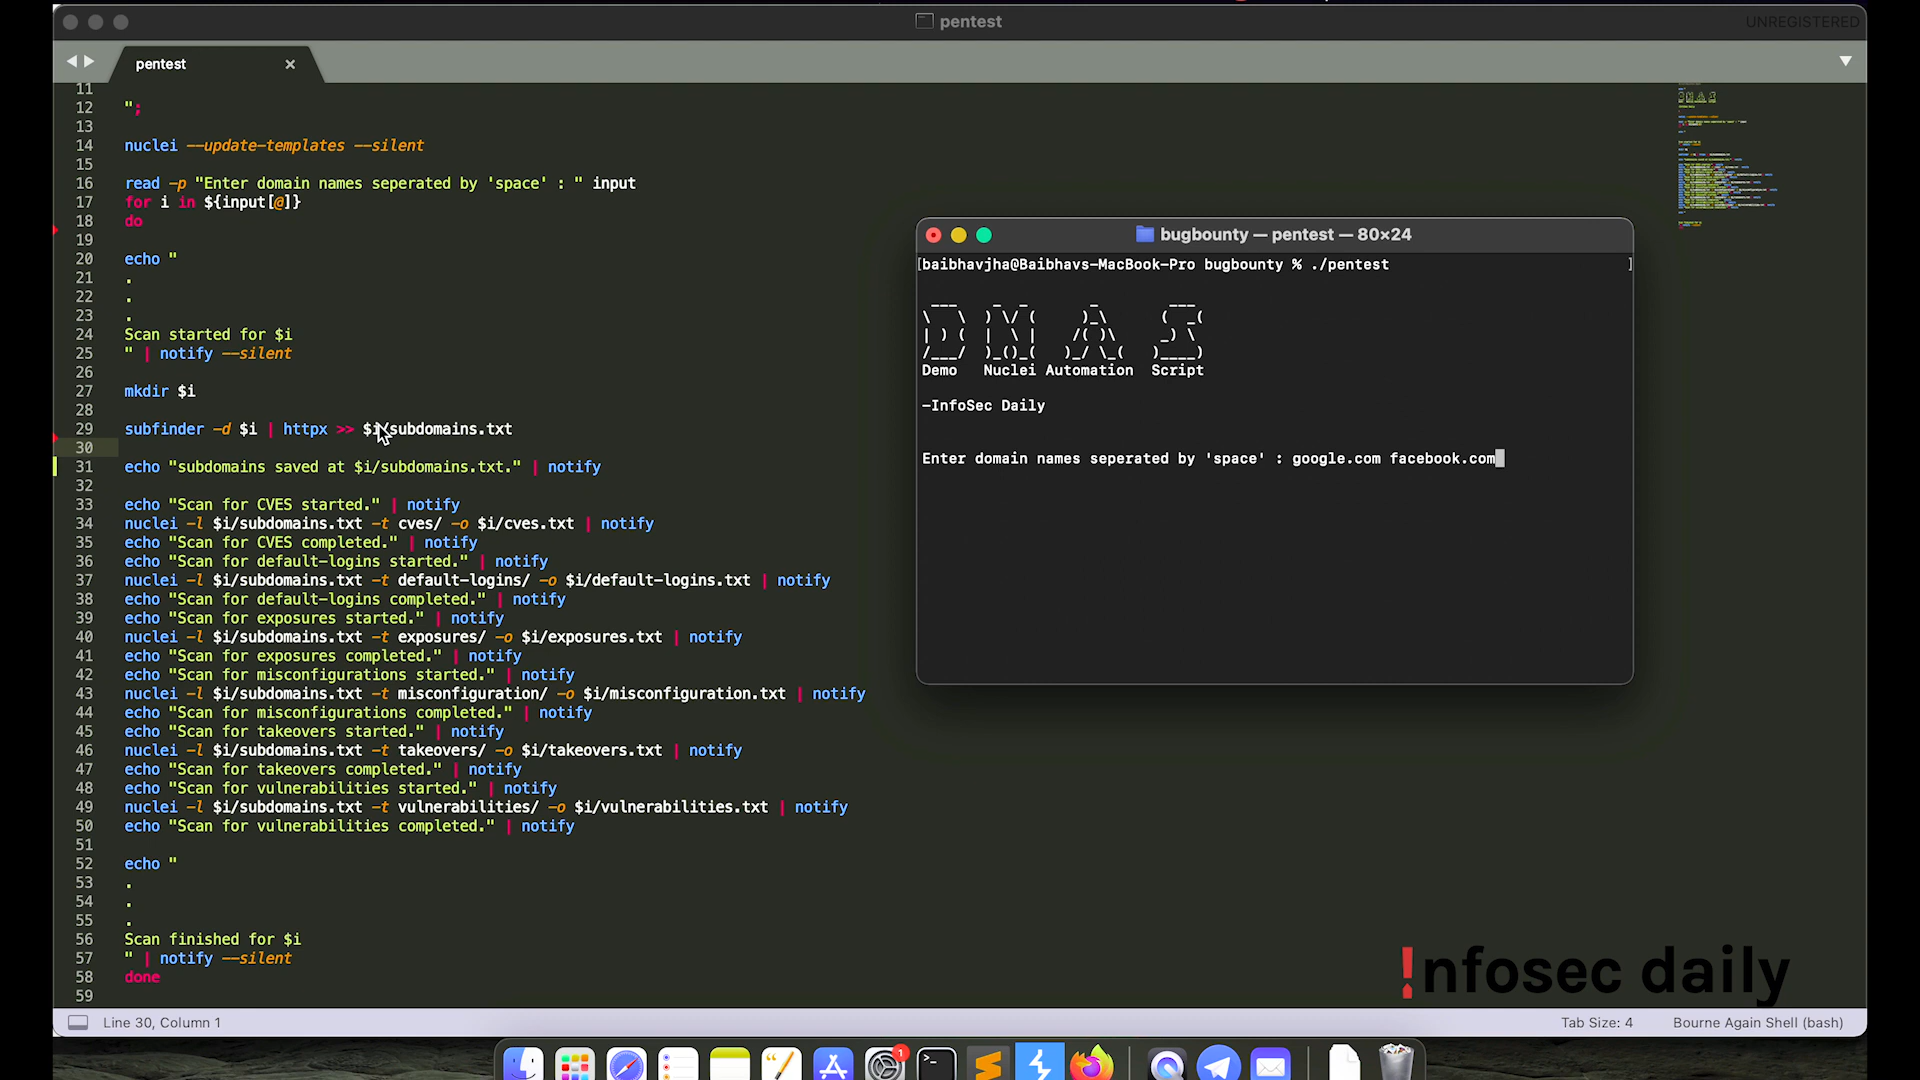 pentest
UNREGISTERED
pentest
11
12 ";
13
14 nuclei --update-templates --silent
15
16 read -p "Enter domain names seperated by 'space' : " input
17 for i in ${input[@]}
18 do
19
20 echo "
21 .
22 .
23 .
24 Scan started for $i
25 " | notify --silent
26
27 mkdir $i
28
29 subfinder -d $i | httpx >> $i/subdomains.txt
30
31 echo "subdomains saved at $i/subdomains.txt." | notify
32
33 echo "Scan for CVES started." | notify
34 nuclei -l $i/subdomains.txt -t cves/ -o $i/cves.txt | notify
35 echo "Scan for CVES completed." | notify
36 echo "Scan for default-logins started." | notify
37 nuclei -l $i/subdomains.txt -t default-logins/ -o $i/default-logins.txt | notify
38 echo "Scan for default-logins completed." | notify
39 echo "Scan for exposures started." | notify
40 nuclei -l $i/subdomains.txt -t exposures/ -o $i/exposures.txt | notify
41 echo "Scan for exposures completed." | notify
42 echo "Scan for misconfigurations started." | notify
43 nuclei -l $i/subdomains.txt -t misconfiguration/ -o $i/misconfiguration.txt | notify
44 echo "Scan for misconfigurations completed." | notify
45 echo "Scan for takeovers started." | notify
46 nuclei -l $i/subdomains.txt -t takeovers/ -o $i/takeovers.txt | notify
47 echo "Scan for takeovers completed." | notify
48 echo "Scan for vulnerabilities started." | notify
49 nuclei -l $i/subdomains.txt -t vulnerabilities/ -o $i/vulnerabilities.txt | notify
50 echo "Scan for vulnerabilities completed." | notify
51
52 echo "
53 .
54 .
55 .
56 Scan finished for $i
57 " | notify --silent
58 done
59
bugbounty — pentest — 80×24
[baibhavjha@Baibhavs-MacBook-Pro bugbounty % ./pentest ]
D N A S
Demo Nuclei Automation Script
-InfoSec Daily
Enter domain names seperated by 'space' : google.com facebook.com
!nfosec daily
Line 30, Column 1
Tab Size: 4
Bourne Again Shell (bash)
1